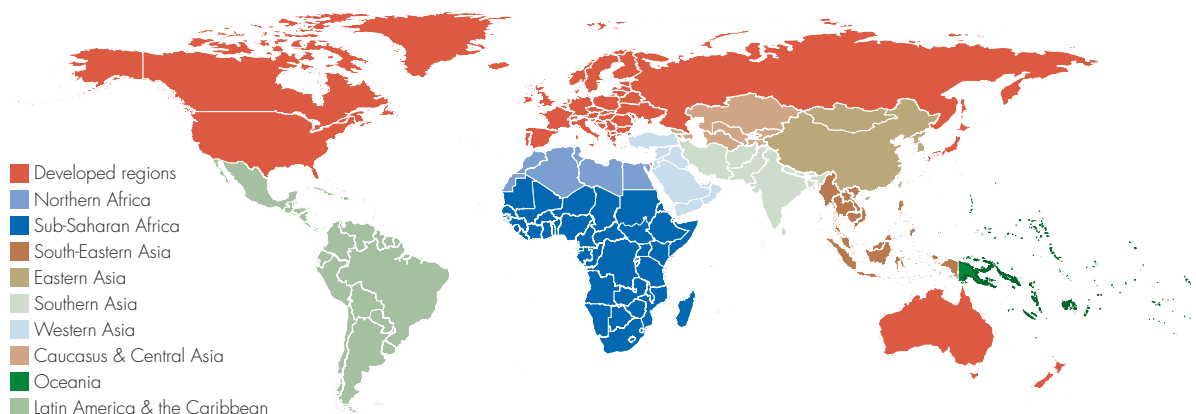 Developed regions
Northern Africa
Sub-Saharan Africa
South-Eastern Asia
Eastern Asia
Southern Asia
Western Asia
Caucasus & Central Asia
Oceania
Latin America & the Caribbean